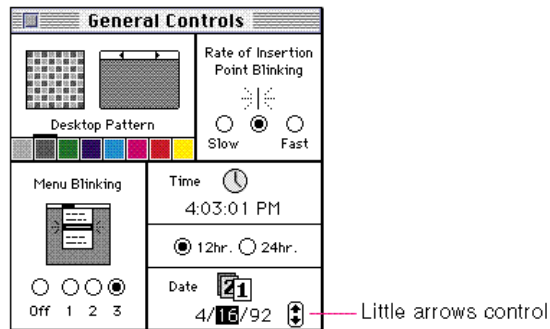 General Controls
Rate of Insertion
Point Blinking
Desktop Pattern
Slow Fast
Menu Blinking
Off 1 2 3
Time
4:03:01 PM
12hr. 24hr.
Date 21
4/16/92
Little arrows control